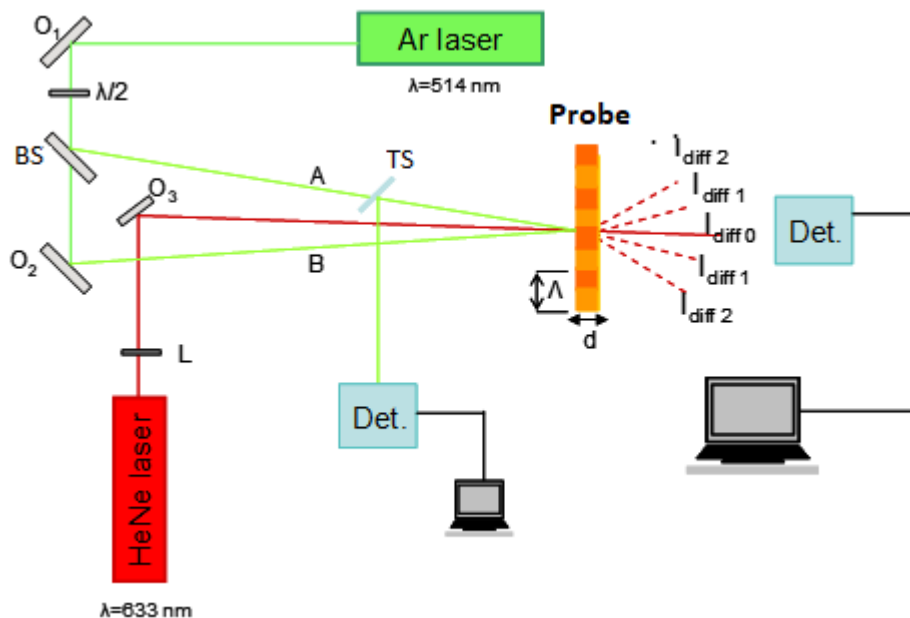 O1
Ar laser
λ=514 nm
λ/2
Probe
BS
TS
A
O3
O2
B
Idiff 2
Idiff 1
Idiff 0
Idiff 1
Idiff 2
Det.
Λ
d
L
Det.
HeNe laser
λ=633 nm